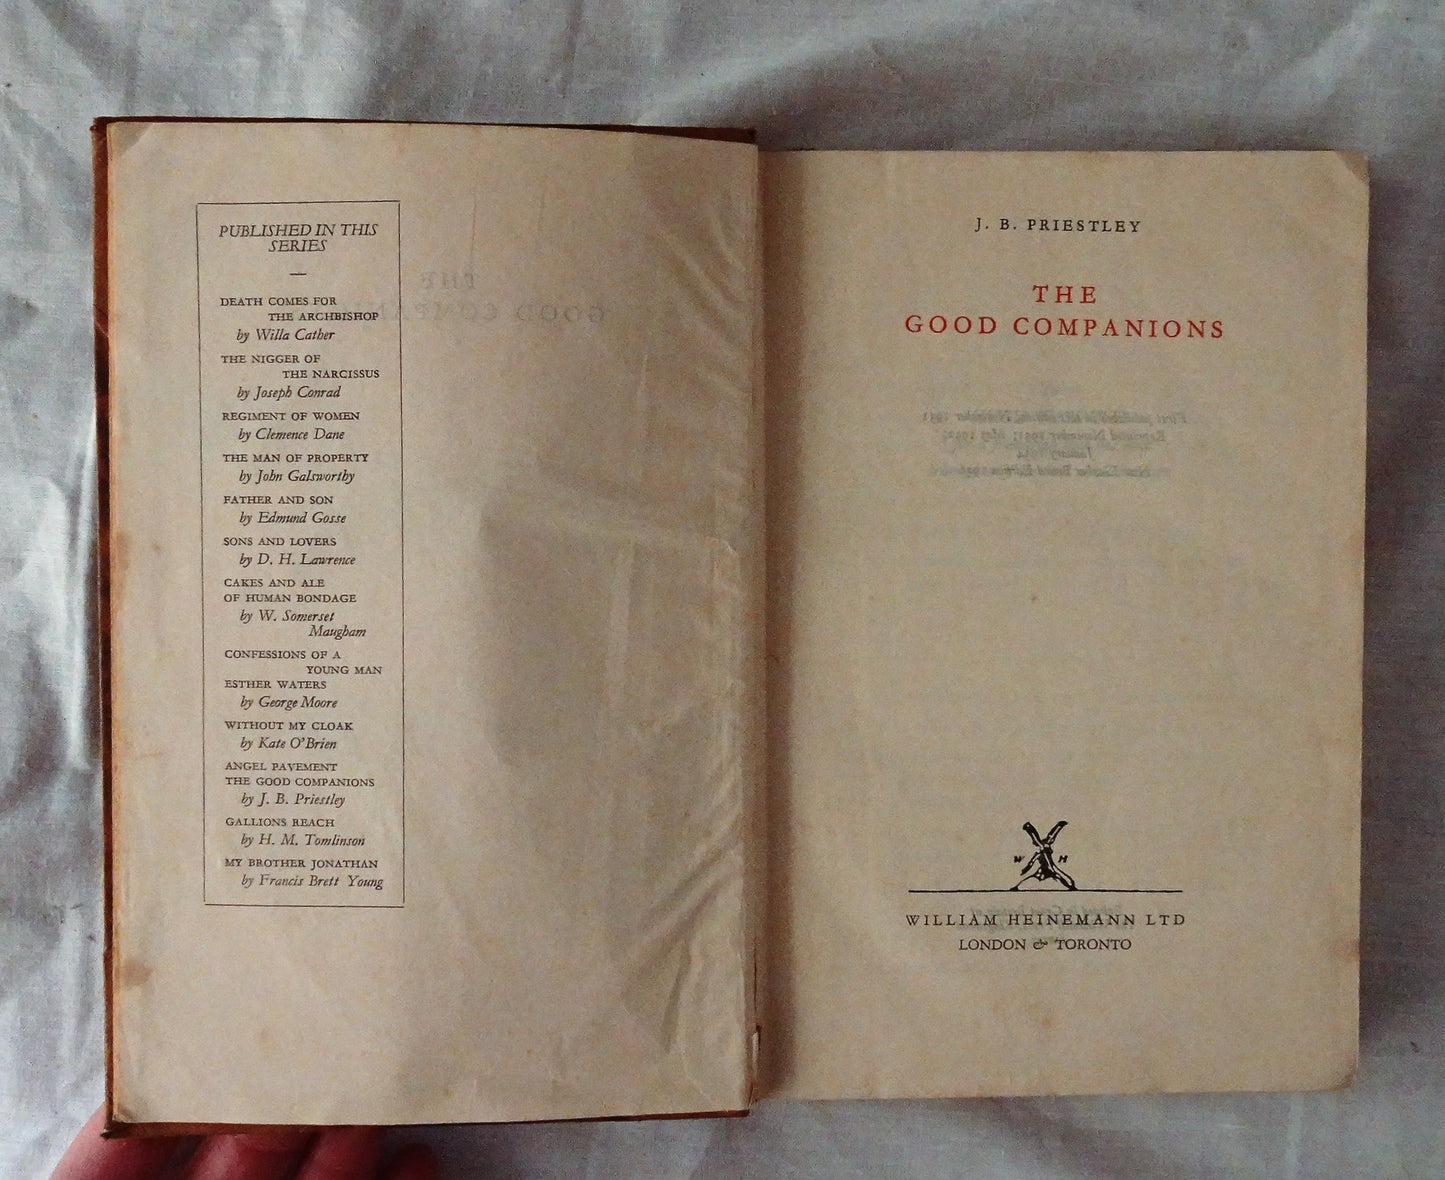 PUBLISHED IN THIS
SERIES
DEATH COMES FOR
THE ARCHBISHOP
by Willa Cather
THE NIGGER OF
THE NARCISSUS
by Joseph Conrad
REGIMENT OF WOMEN
by Clemence Dane
THE MAN OF PROPERTY
by John Galsworthy
FATHER AND SON
by Edmund Gosse
SONS AND LOVERS
by D. H. Lawrence
CAKES AND ALE
OF HUMAN BONDAGE
by W. Somerset
Maugham
CONFESSIONS OF A
YOUNG MAN
ESTHER WATERS
by George Moore
WITHOUT MY CLOAK
by Kate O'Brien
ANGEL PAVEMENT
THE GOOD COMPANIONS
by J. B. Priestley
GALLIONS REACH
by H. M. Tomlinson
MY BROTHER JONATHAN
by Francis Brett Young
J. B. PRIESTLEY
THE
GOOD COMPANIONS
W H
WILLIAM HEINEMANN LTD
LONDON & TORONTO